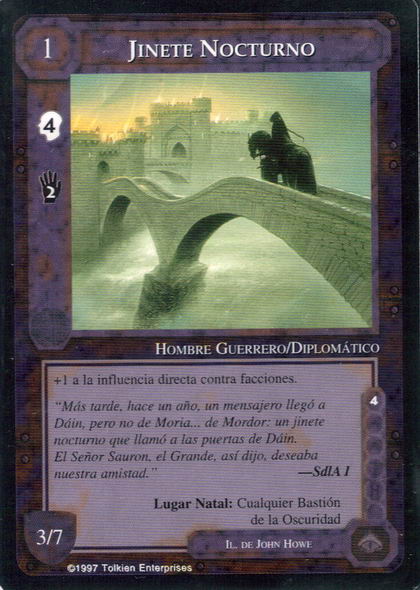 1
JINETE NOCTURNO
4
2
HOMBRE GUERRERO/DIPLOMÁTICO
+1 a la influencia directa contra facciones.
4
“Más tarde, hace un año, un mensajero llegó a
Dáin, pero no de Moria... de Mordor: un jinete
nocturno que llamó a las puertas de Dáin.
El Señor Sauron, el Grande, así dijo, deseaba
nuestra amistad.” —SdlA I
Lugar Natal: Cualquier Bastión
de la Oscuridad
3/7
IL. DE JOHN HOWE
©1997 Tolkien Enterprises